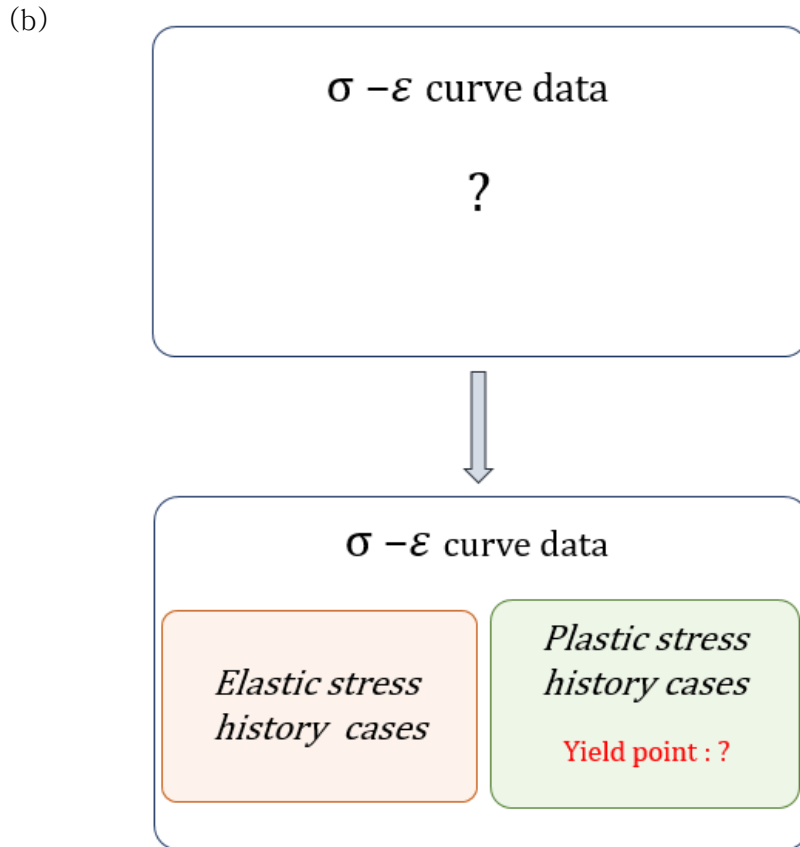 (b)
σ −ε curve data
?
σ −ε curve data
Elastic stress
history cases
Plastic stress
history cases
Yield point : ?